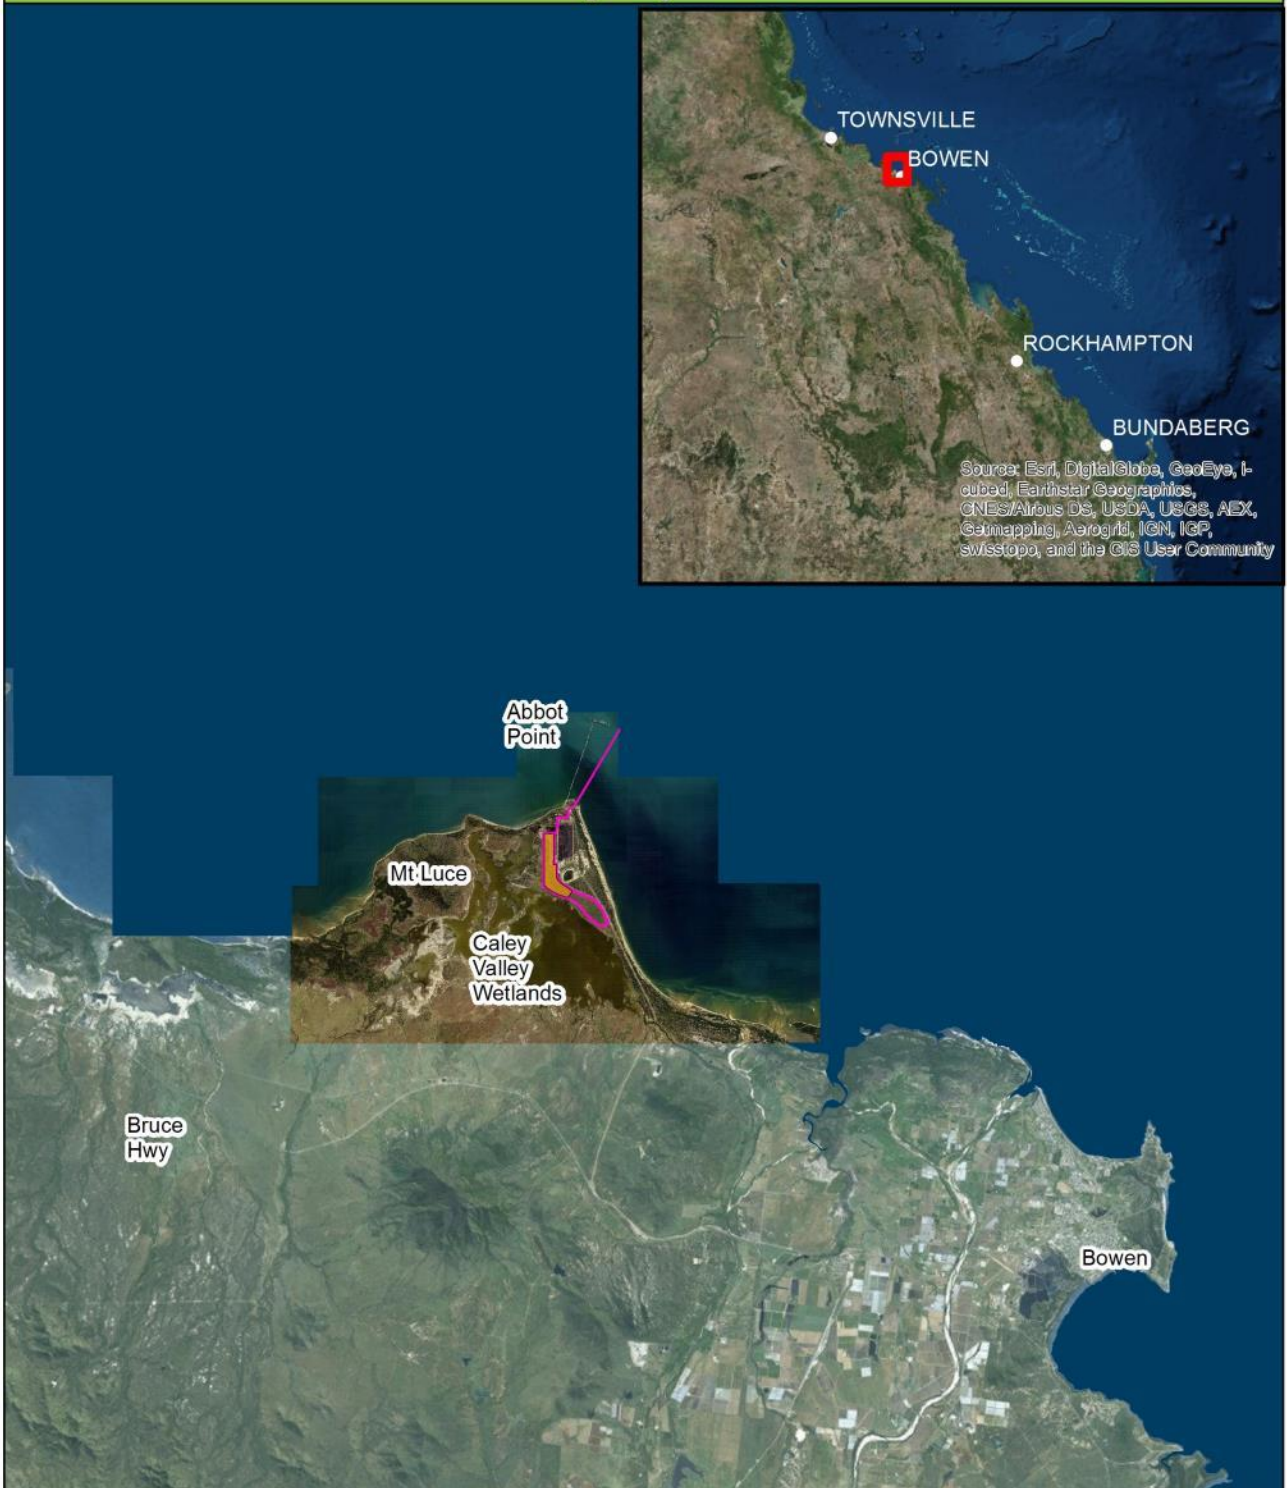 TOWNSVILLE
BOWEN
ROCKHAMPTON
BUNDABERG
Source: Esri, DigitalGlobe, GeoEye, i-
cubed, Earthstar Geographics,
CNES/Airbus DS, USDA, USGS, AEX,
Getmapping, Aerogrid, IGN, IGP,
swisstopo, and the GIS User Community
Abbot
Point
Mt Luce
Caley
Valley
Wetlands
Bruce
Hwy
Bowen